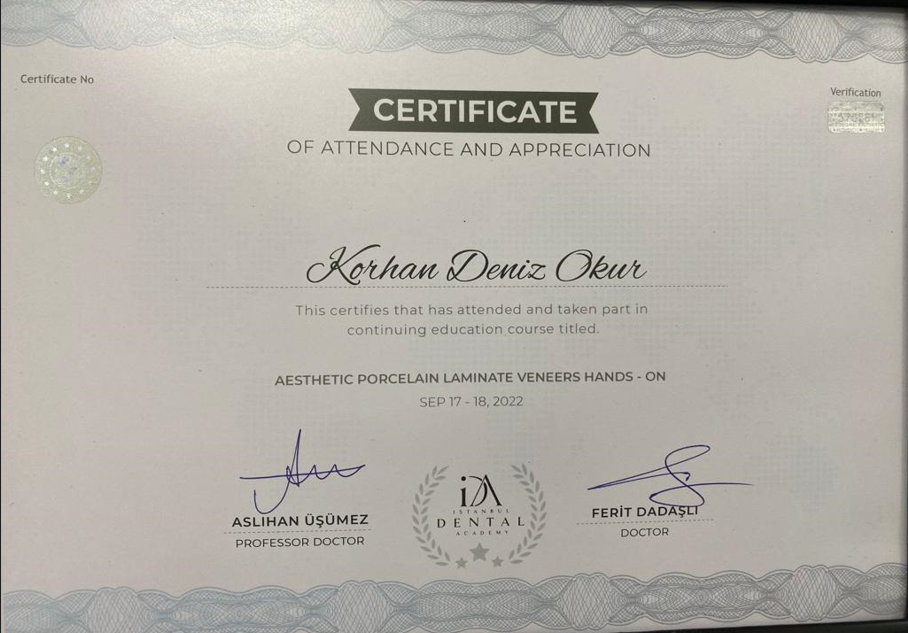 Certificate No
Verification
CERTIFICATE
OF ATTENDANCE AND APPRECIATION
Korhan Deniz Okur
This certifies that has attended and taken part in
continuing education course titled.
AESTHETIC PORCELAIN LAMINATE VENEERS HANDS - ON
SEP 17 - 18, 2022
ASLIHAN ÜŞÜMEZ
PROFESSOR DOCTOR
iDA
ISTANBUL
DENTAL
ACADEMY
FERİT DADAŞLI
DOCTOR